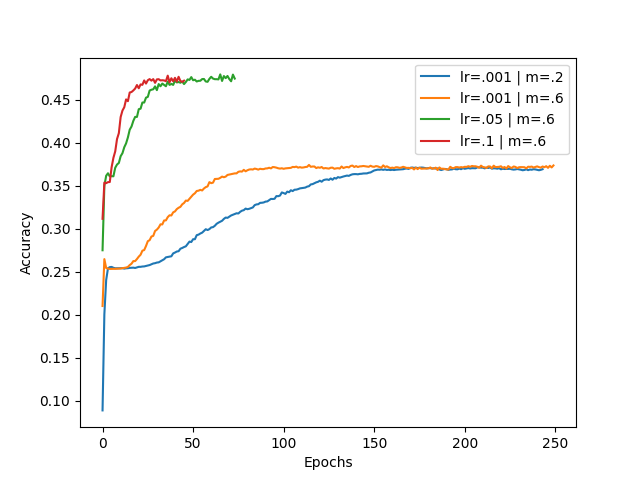 lr=.001 | m=.2
lr=.001 | m=.6
lr=.05 | m=.6
lr=.1 | m=.6
0.45
0.40
0.35
0.30
0.25
0.20
0.15
0.10
Accuracy
0 50 100 150 200 250
Epochs